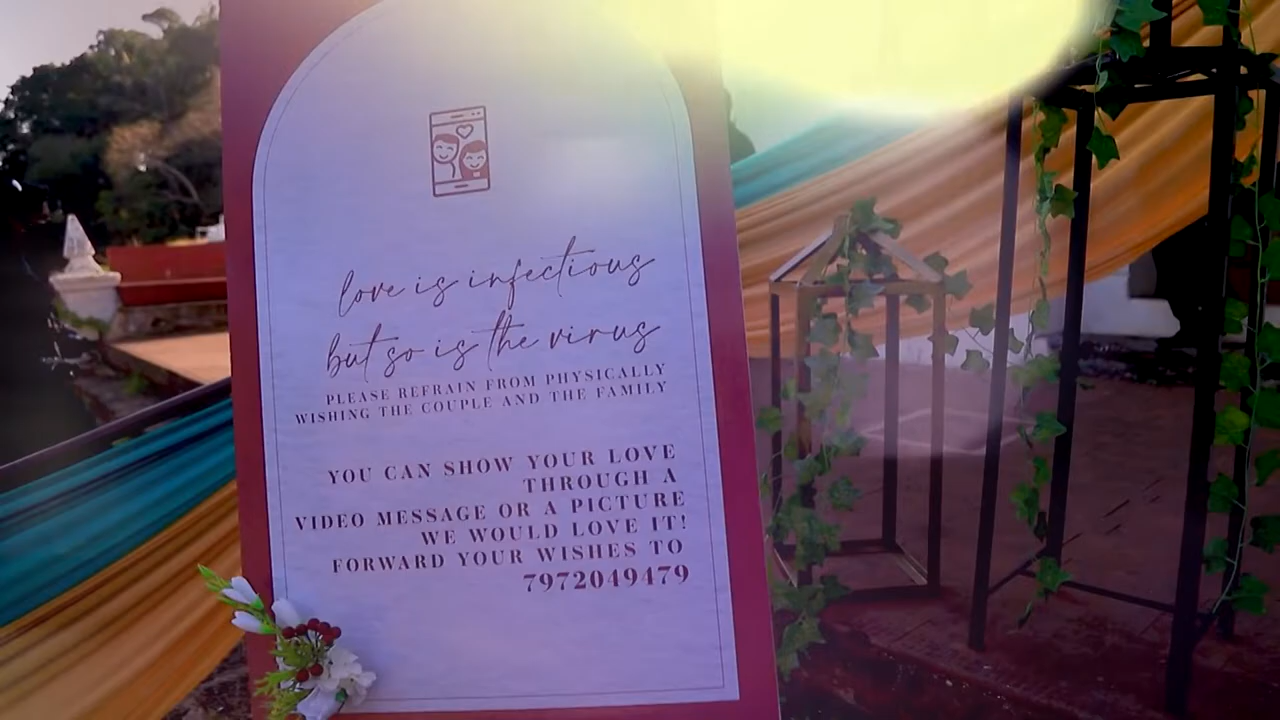 love is infectious
but so is the virus
PLEASE REFRAIN FROM PHYSICALLY
WISHING THE COUPLE AND THE FAMILY
YOU CAN SHOW YOUR LOVE
THROUGH A
VIDEO MESSAGE OR A PICTURE
WE WOULD LOVE IT!
FORWARD YOUR WISHES TO
7972049479